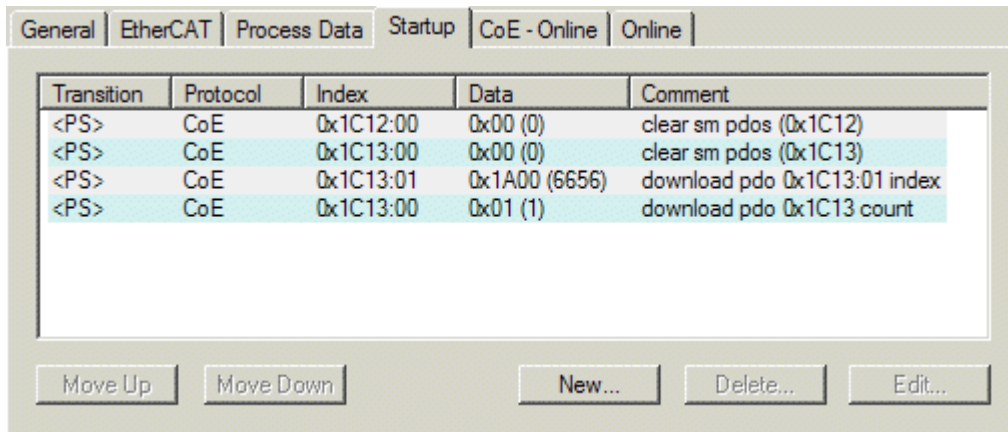 General EtherCAT Process Data Startup CoE - Online Online
Transition Protocol Index Data Comment
<PS> CoE 0x1C12:00 0x00 (0) clear sm pdos (0x1C12)
<PS> CoE 0x1C13:00 0x00 (0) clear sm pdos (0x1C13)
<PS> CoE 0x1C13:01 0x1A00 (6656) download pdo 0x1C13:01 index
<PS> CoE 0x1C13:00 0x01 (1) download pdo 0x1C13 count
Move Up Move Down New... Delete... Edit...